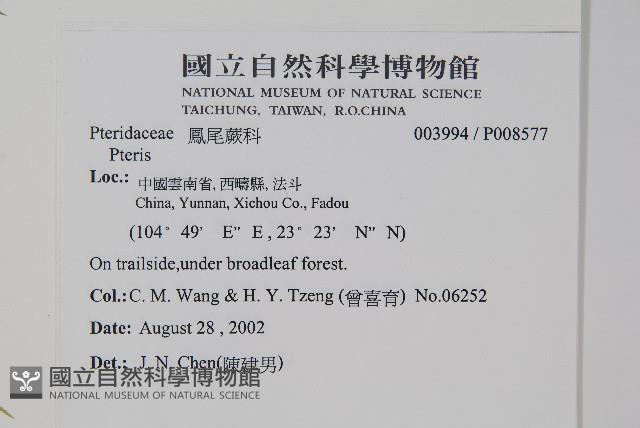 國立自然科學博物館
NATIONAL MUSEUM OF NATURAL SCIENCE
TAICHUNG, TAIWAN, R.O.CHINA
Pteridaceae 鳳尾蕨科 003994 / P008577
Pteris
Loc.: 中國雲南省, 西疇縣, 法斗
China, Yunnan, Xichou Co., Fadou
(104° 49' E" E , 23° 23' N" N)
On trailside,under broadleaf forest.
Col.: C. M. Wang & H. Y. Tzeng (曾喜育) No.06252
Date: August 28 , 2002
Det.: J. N. Chen(陳建男)
國立自然科學博物館
NATIONAL MUSEUM OF NATURAL SCIENCE